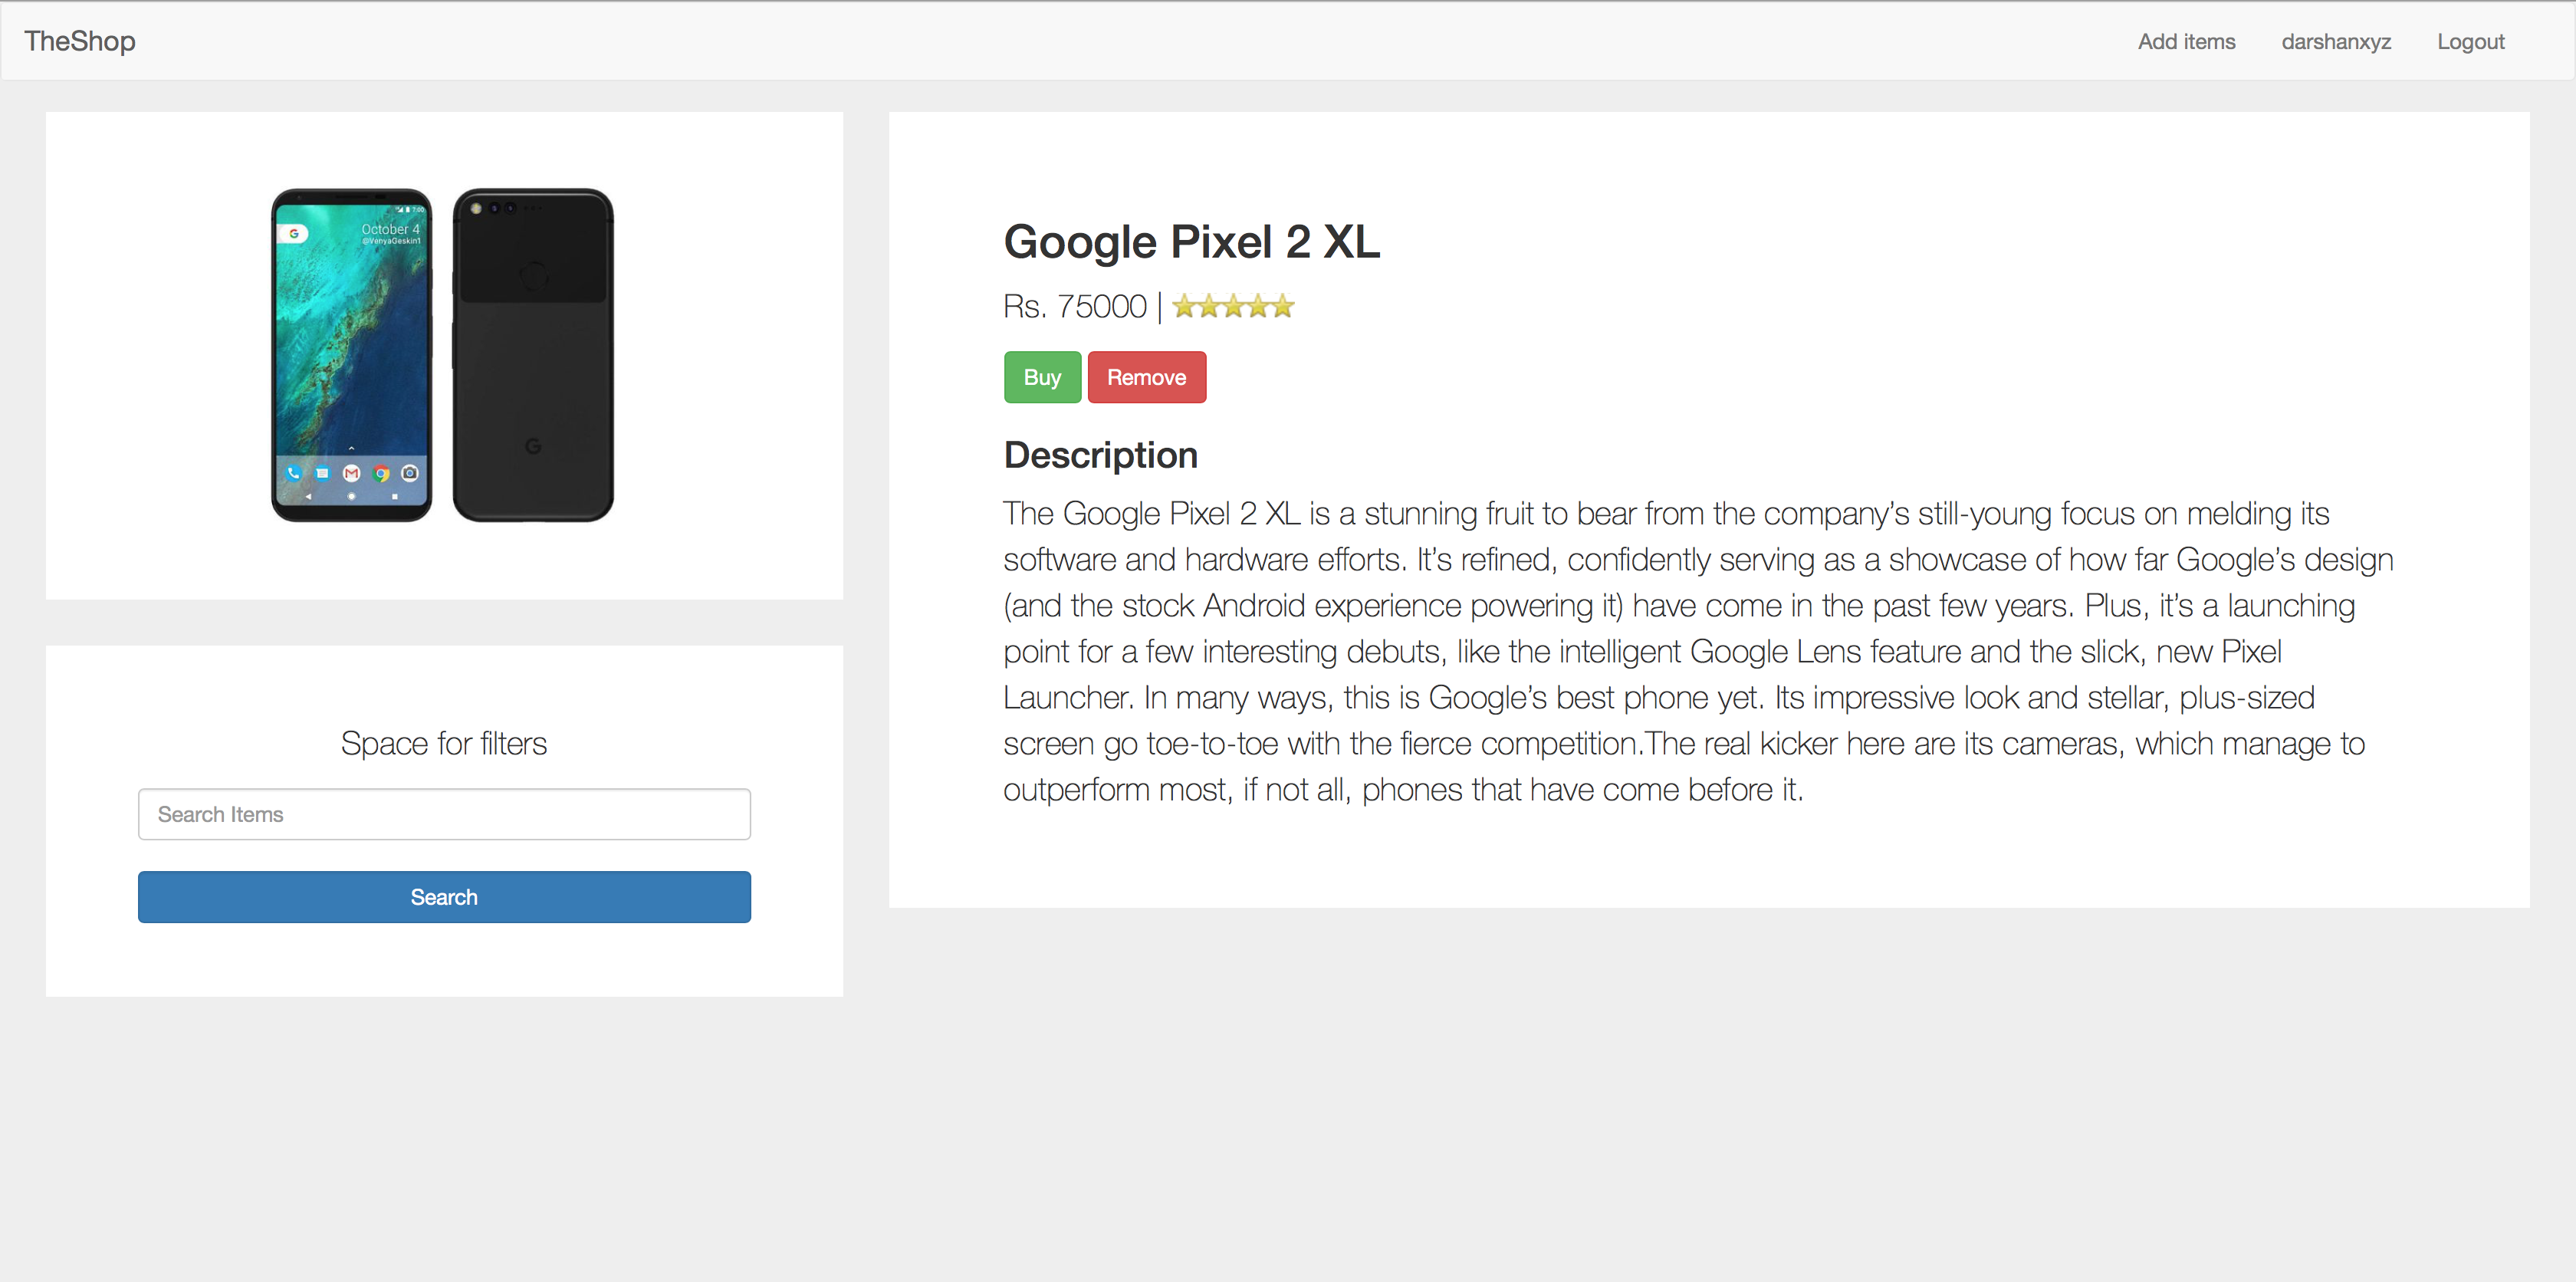 TheShop
Add items
darshanxyz
Logout
7:00
October 4
@VenyaGeskin1
G
Google Pixel 2 XL
Rs. 75000 |
Buy
Remove
Description
The Google Pixel 2 XL is a stunning fruit to bear from the company’s still-young focus on melding its
software and hardware efforts. It’s refined, confidently serving as a showcase of how far Google’s design
(and the stock Android experience powering it) have come in the past few years. Plus, it’s a launching
point for a few interesting debuts, like the intelligent Google Lens feature and the slick, new Pixel
Launcher. In many ways, this is Google’s best phone yet. Its impressive look and stellar, plus-sized
screen go toe-to-toe with the fierce competition.The real kicker here are its cameras, which manage to
outperform most, if not all, phones that have come before it.
Space for filters
Search Items
Search